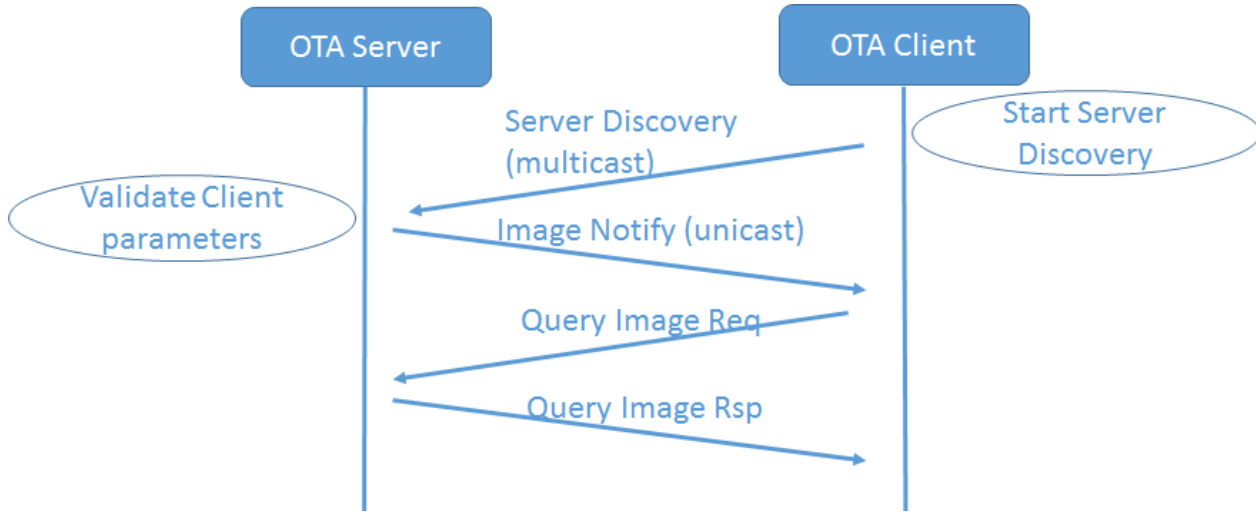 OTA Server
OTA Client
Start Server
Discovery
Server Discovery
(multicast)
Validate Client
parameters
Image Notify (unicast)
Query Image Req
Query Image Rsp